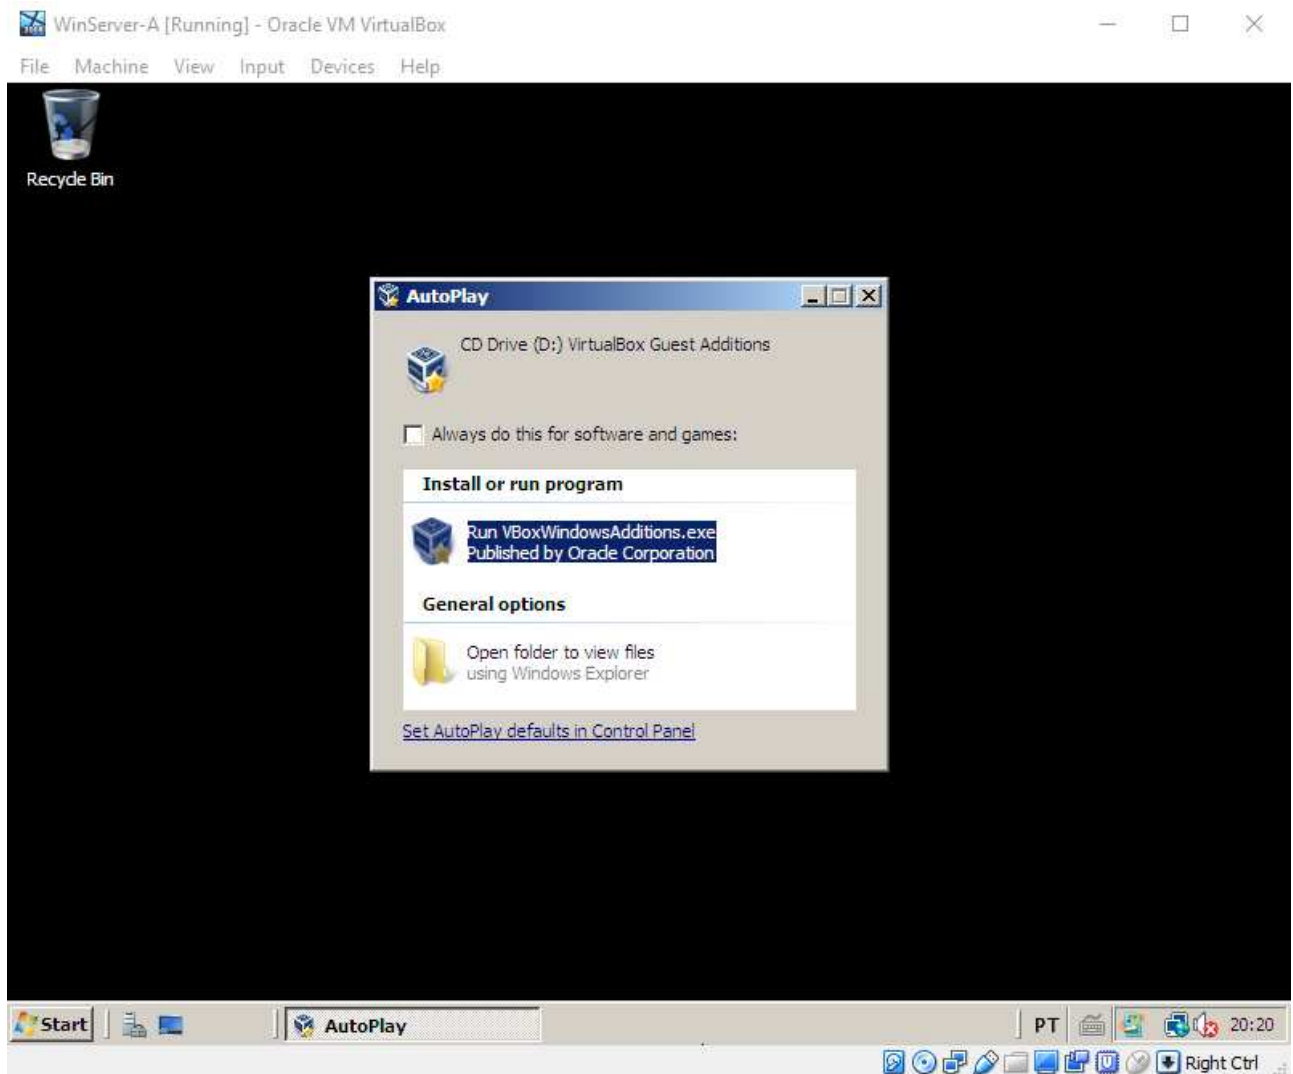 WinServer-A [Running] - Oracle VM VirtualBox
File Machine View Input Devices Help
Recycle Bin
AutoPlay
CD Drive (D:) VirtualBox Guest Additions
Always do this for software and games:
Install or run program
Run VBoxWindowsAdditions.exe
Published by Oracle Corporation
General options
Open folder to view files
using Windows Explorer
Set AutoPlay defaults in Control Panel
Start AutoPlay PT 20:20
Right Ctrl